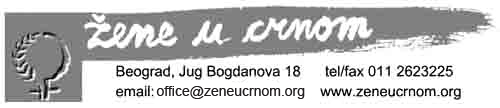 žene u crnom
Beograd, Jug Bogdanova 18 tel/fax 011 2623225
email: office@zeneucrnom.org www.zeneucrnom.org